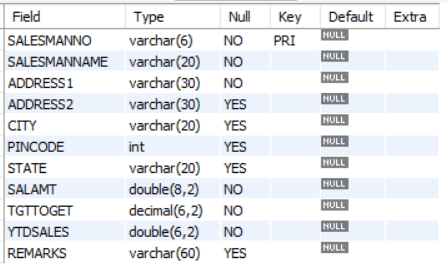 Field Type Null Key Default Extra
SALESMANNO varchar(6) NO PRI NULL
SALESMANNAME varchar(20) NO NULL
ADDRESS1 varchar(30) NO NULL
ADDRESS2 varchar(30) YES NULL
CITY varchar(20) YES NULL
PINCODE int YES NULL
STATE varchar(20) YES NULL
SALAMT double(8,2) NO NULL
TGTTOGET decimal(6,2) NO NULL
YTDSALES double(6,2) NO NULL
REMARKS varchar(60) YES NULL